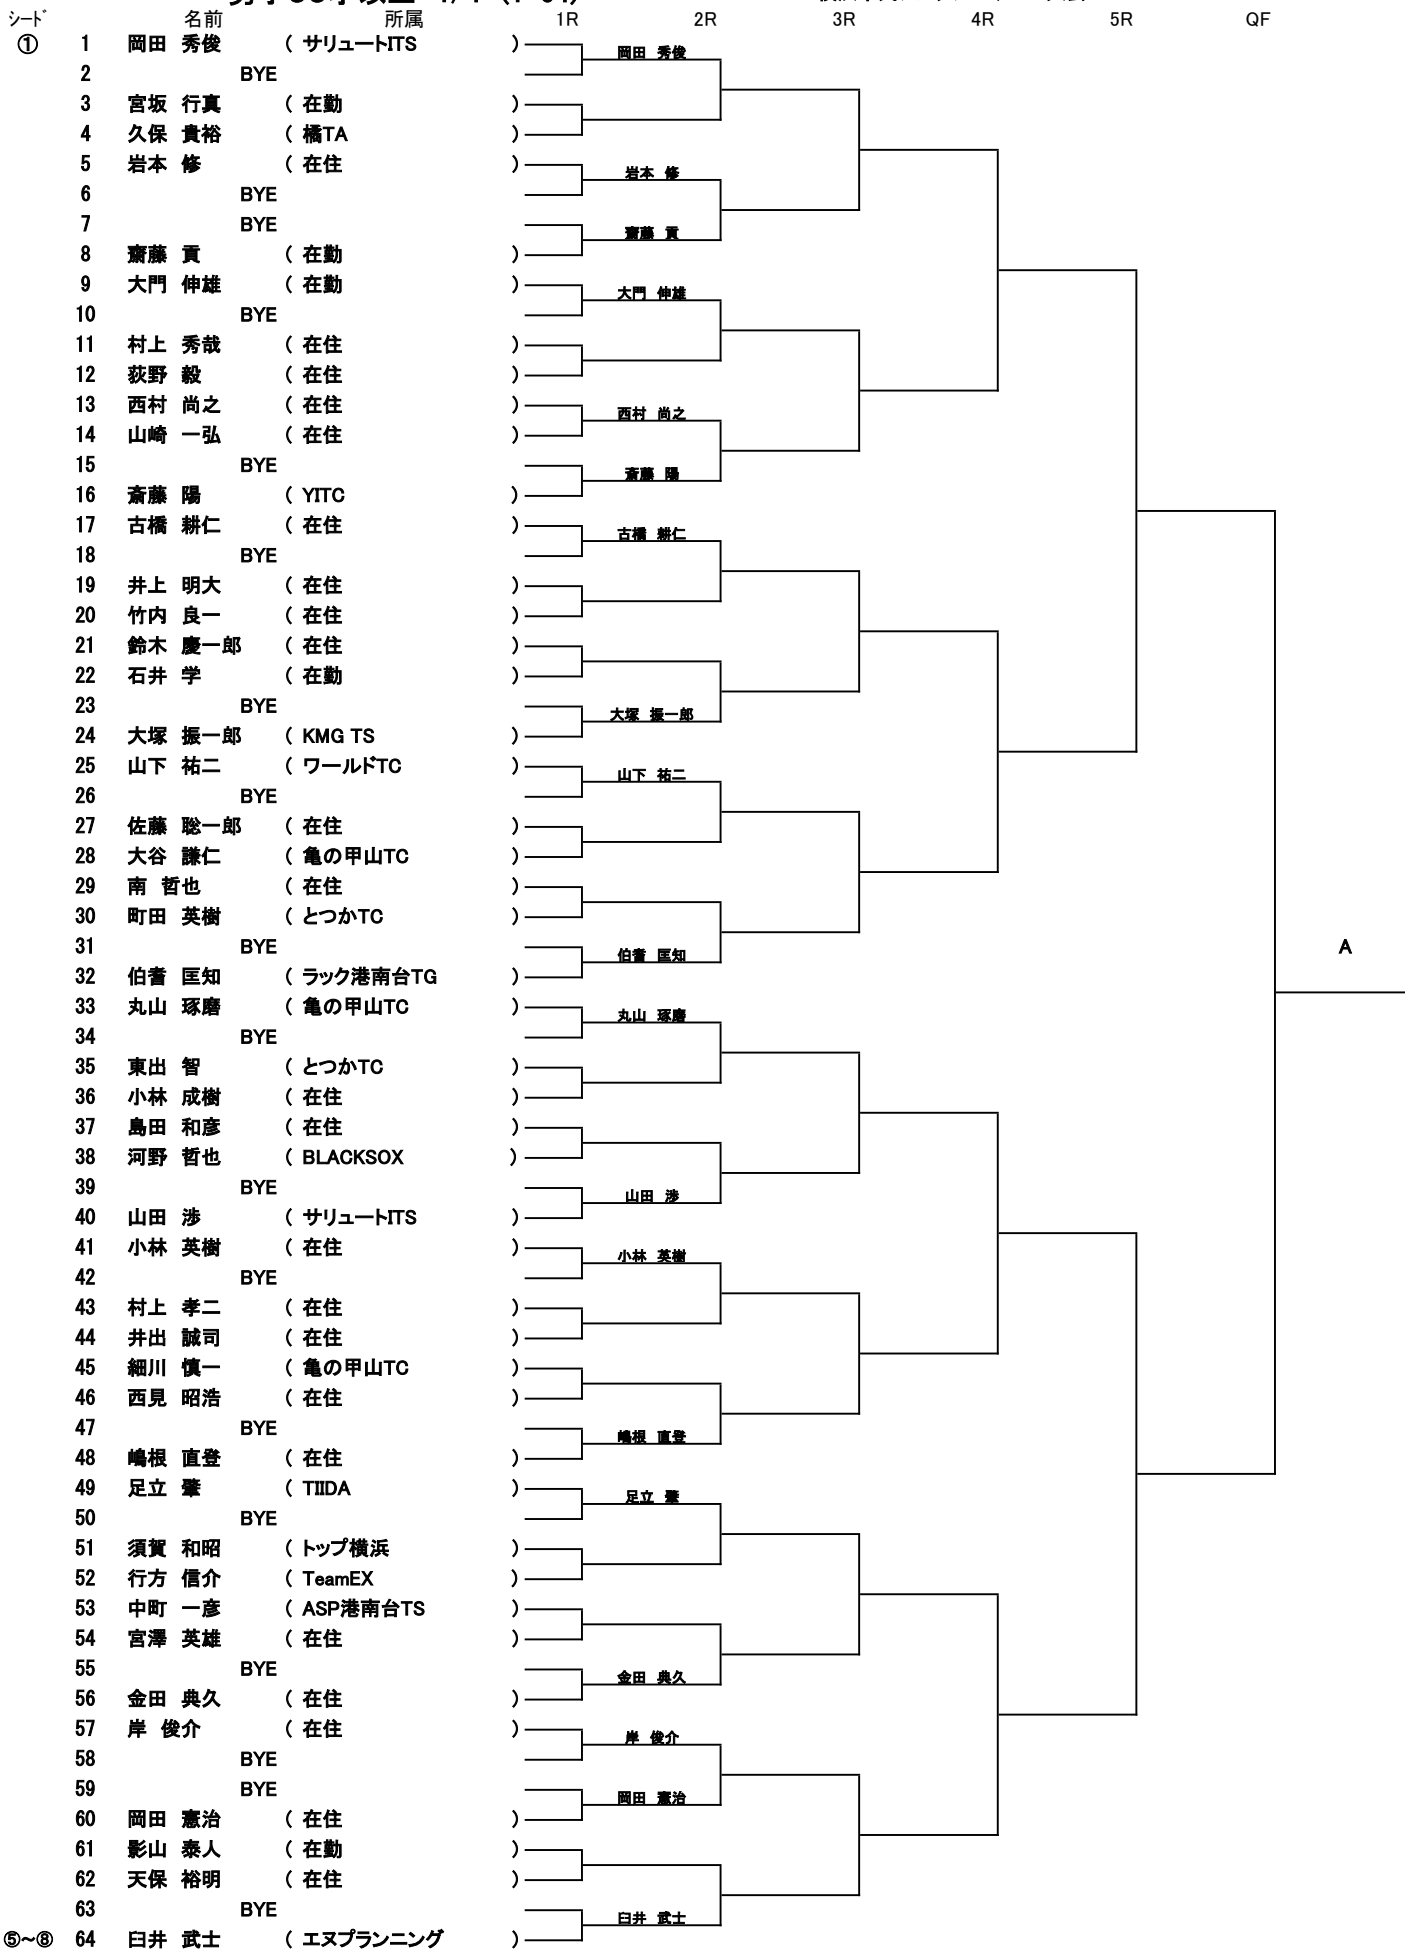 シード 名前 所属 1R 2R 3R 4R 5R QF
① 1 岡田 秀俊 ( サリュートITS )
岡田 秀俊
2 BYE
3 宮坂 行真 ( 在勤 )
4 久保 貴裕 ( 橘TA )
5 岩本 修 ( 在住 )
岩本 修
6 BYE
7 BYE
齋藤 貢
8 齋藤 貢 ( 在勤 )
9 大門 伸雄 ( 在勤 )
大門 伸雄
10 BYE
11 村上 秀哉 ( 在住 )
12 荻野 毅 ( 在住 )
13 西村 尚之 ( 在住 )
西村 尚之
14 山崎 一弘 ( 在住 )
15 BYE
斎藤 陽
16 斎藤 陽 ( YITC )
17 古橋 耕仁 ( 在住 )
古橋 耕仁
18 BYE
19 井上 明大 ( 在住 )
20 竹内 良一 ( 在住 )
21 鈴木 慶一郎 ( 在住 )
22 石井 学 ( 在勤 )
23 BYE
大塚 振一郎
24 大塚 振一郎 ( KMG TS )
25 山下 祐二 ( ワールドTC )
山下 祐二
26 BYE
27 佐藤 聡一郎 ( 在住 )
28 大谷 謙仁 ( 亀の甲山TC )
29 南 哲也 ( 在住 )
30 町田 英樹 ( とつかTC )
31 BYE
A
伯耆 匡知
32 伯耆 匡知 ( ラック港南台TG )
33 丸山 琢磨 ( 亀の甲山TC )
丸山 琢磨
34 BYE
35 東出 智 ( とつかTC )
36 小林 成樹 ( 在住 )
37 島田 和彦 ( 在住 )
38 河野 哲也 ( BLACKSOX )
39 BYE
山田 渉
40 山田 渉 ( サリュートITS )
41 小林 英樹 ( 在住 )
小林 英樹
42 BYE
43 村上 孝二 ( 在住 )
44 井出 誠司 ( 在住 )
45 細川 慎一 ( 亀の甲山TC )
46 西見 昭浩 ( 在住 )
47 BYE
嶋根 直登
48 嶋根 直登 ( 在住 )
49 足立 肇 ( TIIDA )
足立 肇
50 BYE
51 須賀 和昭 ( トップ横浜 )
52 行方 信介 ( TeamEX )
53 中町 一彦 ( ASP港南台TS )
54 宮澤 英雄 ( 在住 )
55 BYE
金田 典久
56 金田 典久 ( 在住 )
57 岸 俊介 ( 在住 )
岸 俊介
58 BYE
59 BYE
岡田 憲治
60 岡田 憲治 ( 在住 )
61 影山 泰人 ( 在勤 )
62 天保 裕明 ( 在住 )
63 BYE
臼井 武士
⑤~⑧ 64 臼井 武士 ( エヌプランニング )